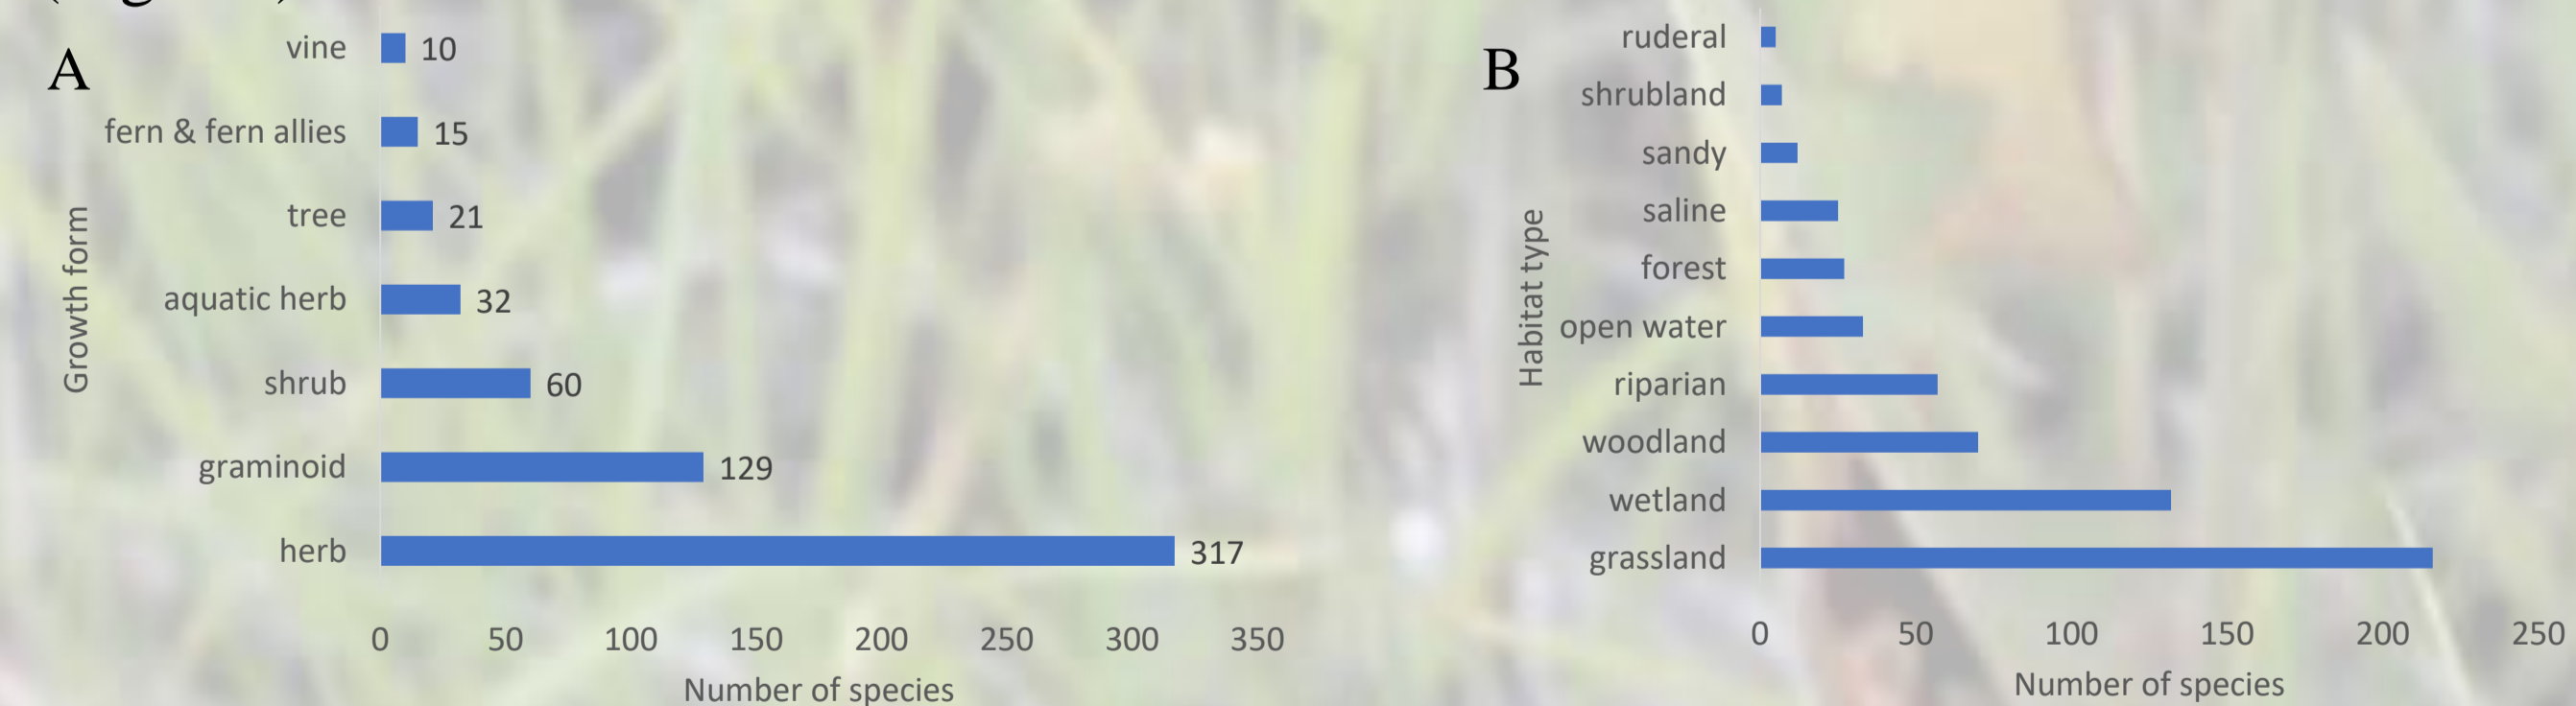 A
Growth form
vine 10
fern & fern allies 15
tree 21
aquatic herb 32
shrub 60
graminoid 129
herb 317
0 50 100 150 200 250 300 350
Number of species
B
Habitat type
ruderal
shrubland
sandy
saline
forest
open water
riparian
woodland
wetland
grassland
0 50 100 150 200 250
Number of species